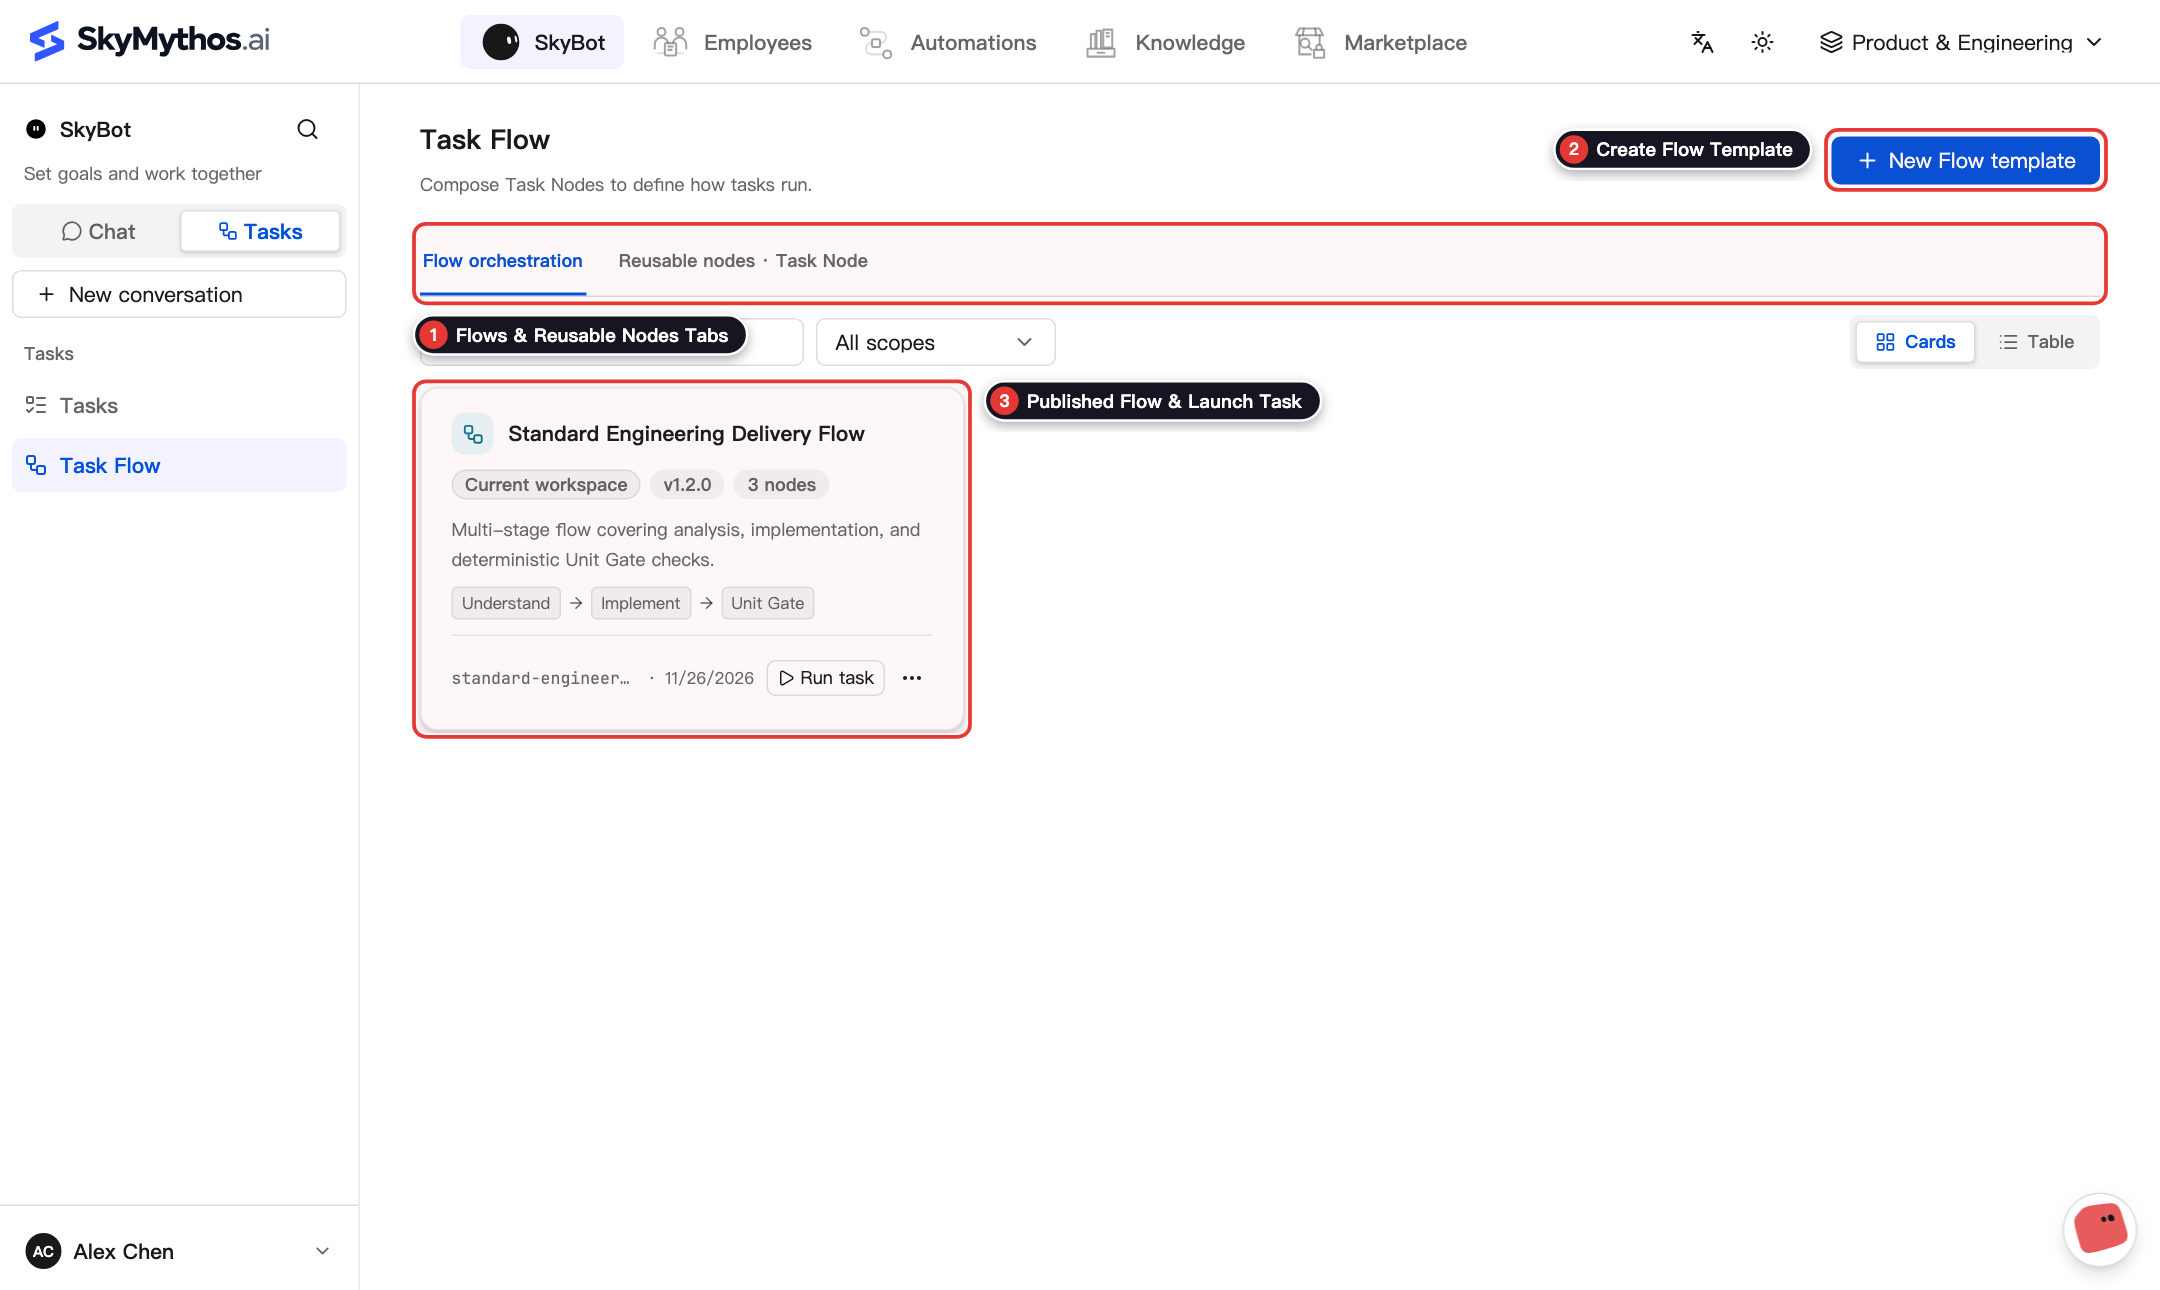 SkyMythos.ai
SkyBot
Employees
Automations
Knowledge
Marketplace
Product & Engineering
SkyBot
Set goals and work together
Chat
Tasks
+ New conversation
Tasks
Tasks
Task Flow
AC Alex Chen
Task Flow
Compose Task Nodes to define how tasks run.
2 Create Flow Template
+ New Flow template
Flow orchestration
Reusable nodes · Task Node
1 Flows & Reusable Nodes Tabs
All scopes
Cards
Table
3 Published Flow & Launch Task
Standard Engineering Delivery Flow
Current workspace
v1.2.0
3 nodes
Multi-stage flow covering analysis, implementation, and
deterministic Unit Gate checks.
Understand → Implement → Unit Gate
standard-engineer… · 11/26/2026
Run task